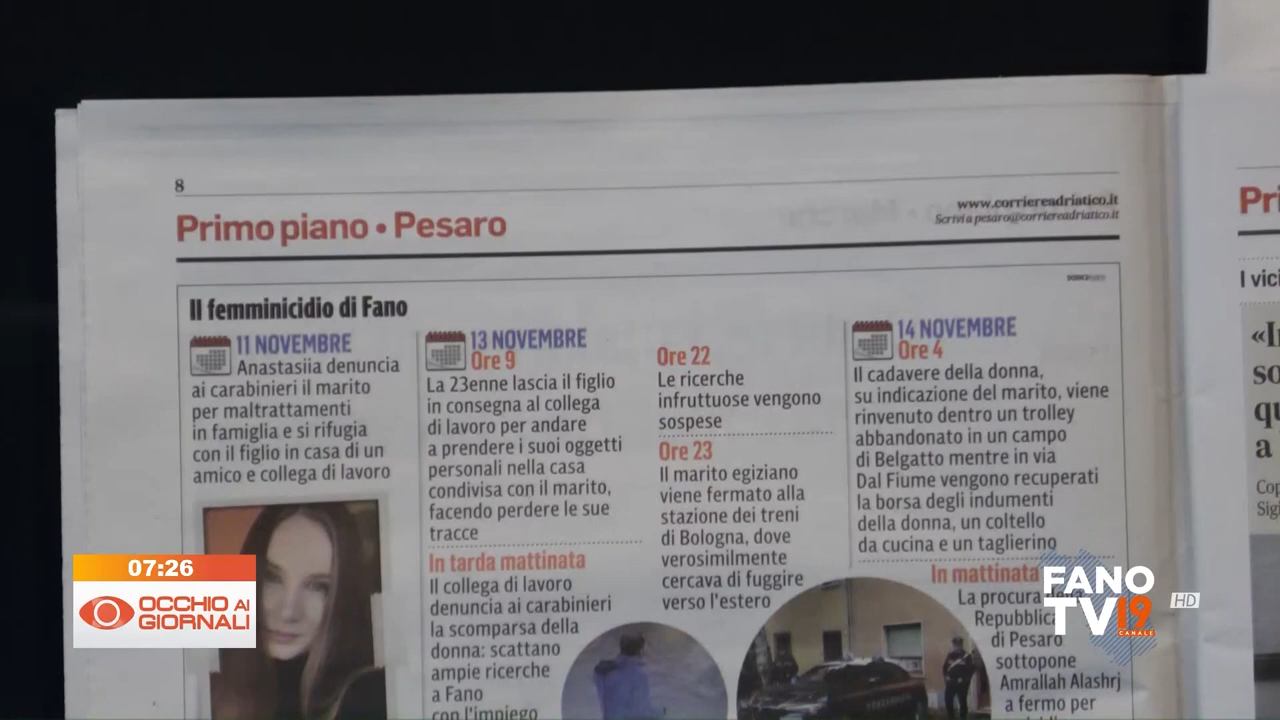 8
Primo piano • Pesaro
www.corriereadriatico.it
Scrivi a pesaro@corriereadriatico.it
Il femminicidio di Fano
11 NOVEMBRE
Anastasiia denuncia
ai carabinieri il marito
per maltrattamenti
in famiglia e si rifugia
con il figlio in casa di un
amico e collega di lavoro
13 NOVEMBRE
Ore 9
La 23enne lascia il figlio
in consegna al collega
di lavoro per andare
a prendere i suoi oggetti
personali nella casa
condivisa con il marito,
facendo perdere le sue
tracce
In tarda mattinata
Il collega di lavoro
denuncia ai carabinieri
la scomparsa della
donna: scattano
ampie ricerche
a Fano
con l'impiego
Ore 22
Le ricerche
infruttuose vengono
sospese
Ore 23
Il marito egiziano
viene fermato alla
stazione dei treni
di Bologna, dove
verosimilmente
cercava di fuggire
verso l'estero
14 NOVEMBRE
Ore 4
Il cadavere della donna,
su indicazione del marito, viene
rinvenuto dentro un trolley
abbandonato in un campo
di Belgatto mentre in via
Dal Fiume vengono recuperati
la borsa degli indumenti
della donna, un coltello
da cucina e un taglierino
In mattinata
La procura della
Repubblica
di Pesaro
sottopone
Amrallah Alashrj
a fermo per
Pri
I vici
so
a
Cop
07:26
OCCHIO AI
GIORNALI
FANO
TV19
CANALE
HD